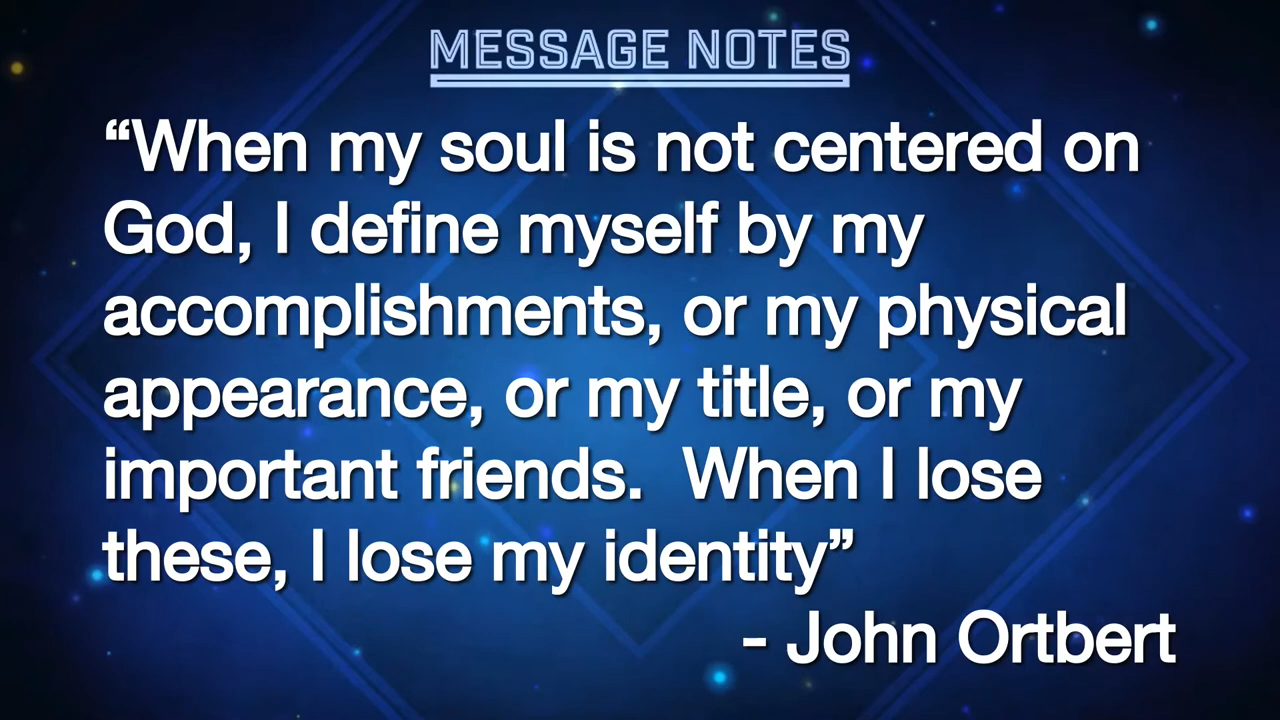 MESSAGE NOTES
“When my soul is not centered on
God, I define myself by my
accomplishments, or my physical
appearance, or my title, or my
important friends.  When I lose
these, I lose my identity”
- John Ortbert